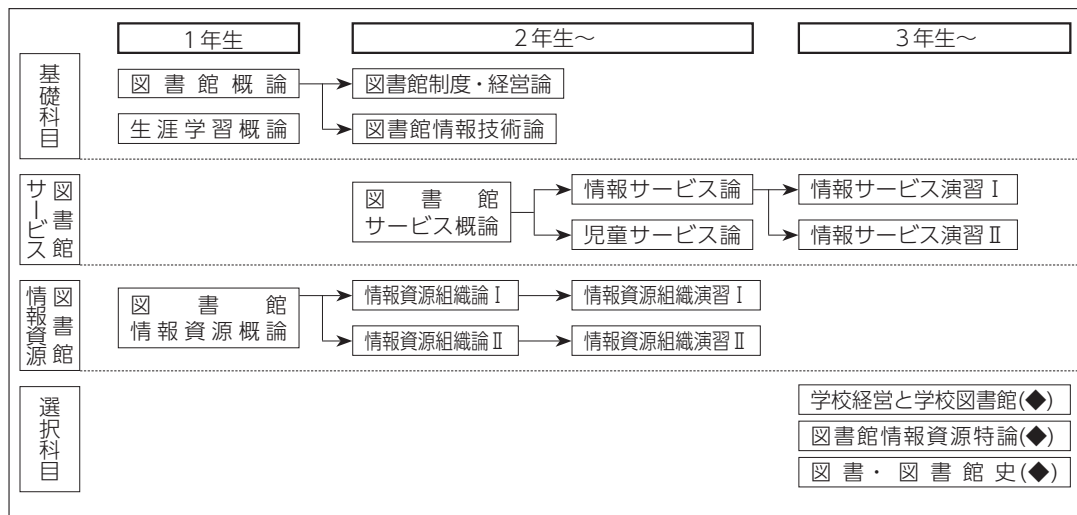 1年生
2年生~
3年生~
基礎科目
図書館概論
図書館制度・経営論
生涯学習概論
図書館情報技術論
図書館
サービス
図書館
サービス概論
情報サービス論
情報サービス演習Ⅰ
児童サービス論
情報サービス演習Ⅱ
図書館
情報資源
図書館
情報資源概論
情報資源組織論Ⅰ
情報資源組織演習Ⅰ
情報資源組織論Ⅱ
情報資源組織演習Ⅱ
選択科目
学校経営と学校図書館(◆)
図書館情報資源特論(◆)
図書・図書館史(◆)